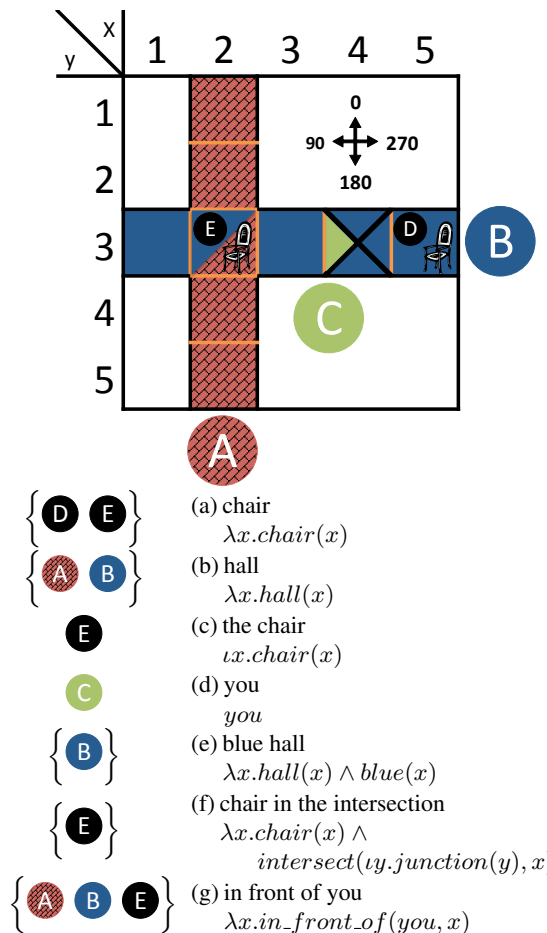 X
y
1 2 3 4 5
1
0
90 270
2
180
E D
3
B
C
4
5
A
{ D E } (a) chair
λx.chair(x)
{ A B } (b) hall
λx.hall(x)
E (c) the chair
ιx.chair(x)
C (d) you
you
{ B } (e) blue hall
λx.hall(x) ∧ blue(x)
{ E } (f) chair in the intersection
λx.chair(x) ∧
intersect(ιy.junction(y), x)
{ A B E } (g) in front of you
λx.in_front_of(you, x)